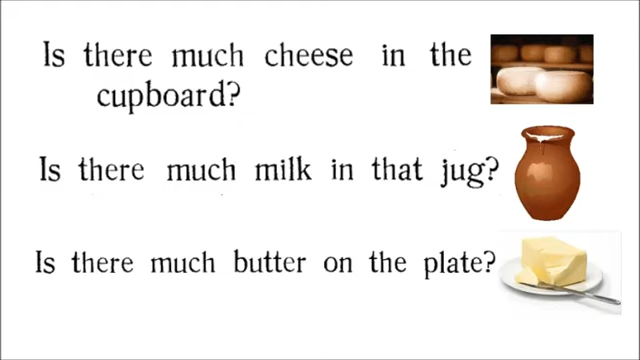 Is there much cheese in the
cupboard?
Is there much milk in that jug?
Is there much butter on the plate?